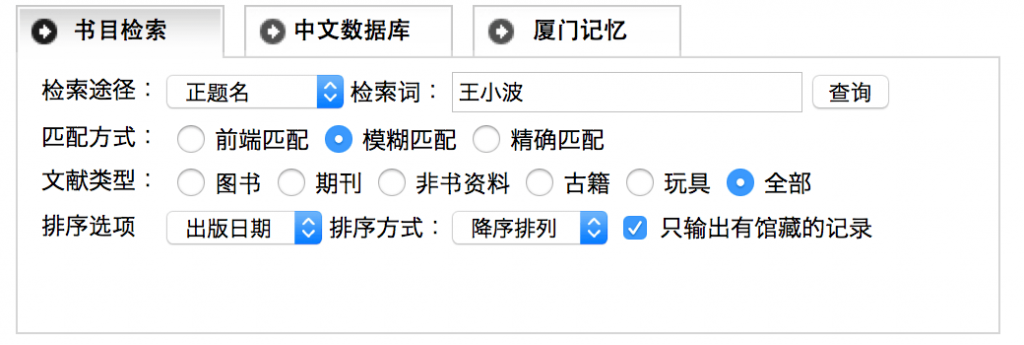 书目检索 中文数据库 厦门记忆
检索途径： 正题名 检索词： 王小波 查询
匹配方式： 前端匹配 模糊匹配 精确匹配
文献类型： 图书 期刊 非书资料 古籍 玩具 全部
排序选项 出版日期 排序方式： 降序排列 只输出有馆藏的记录